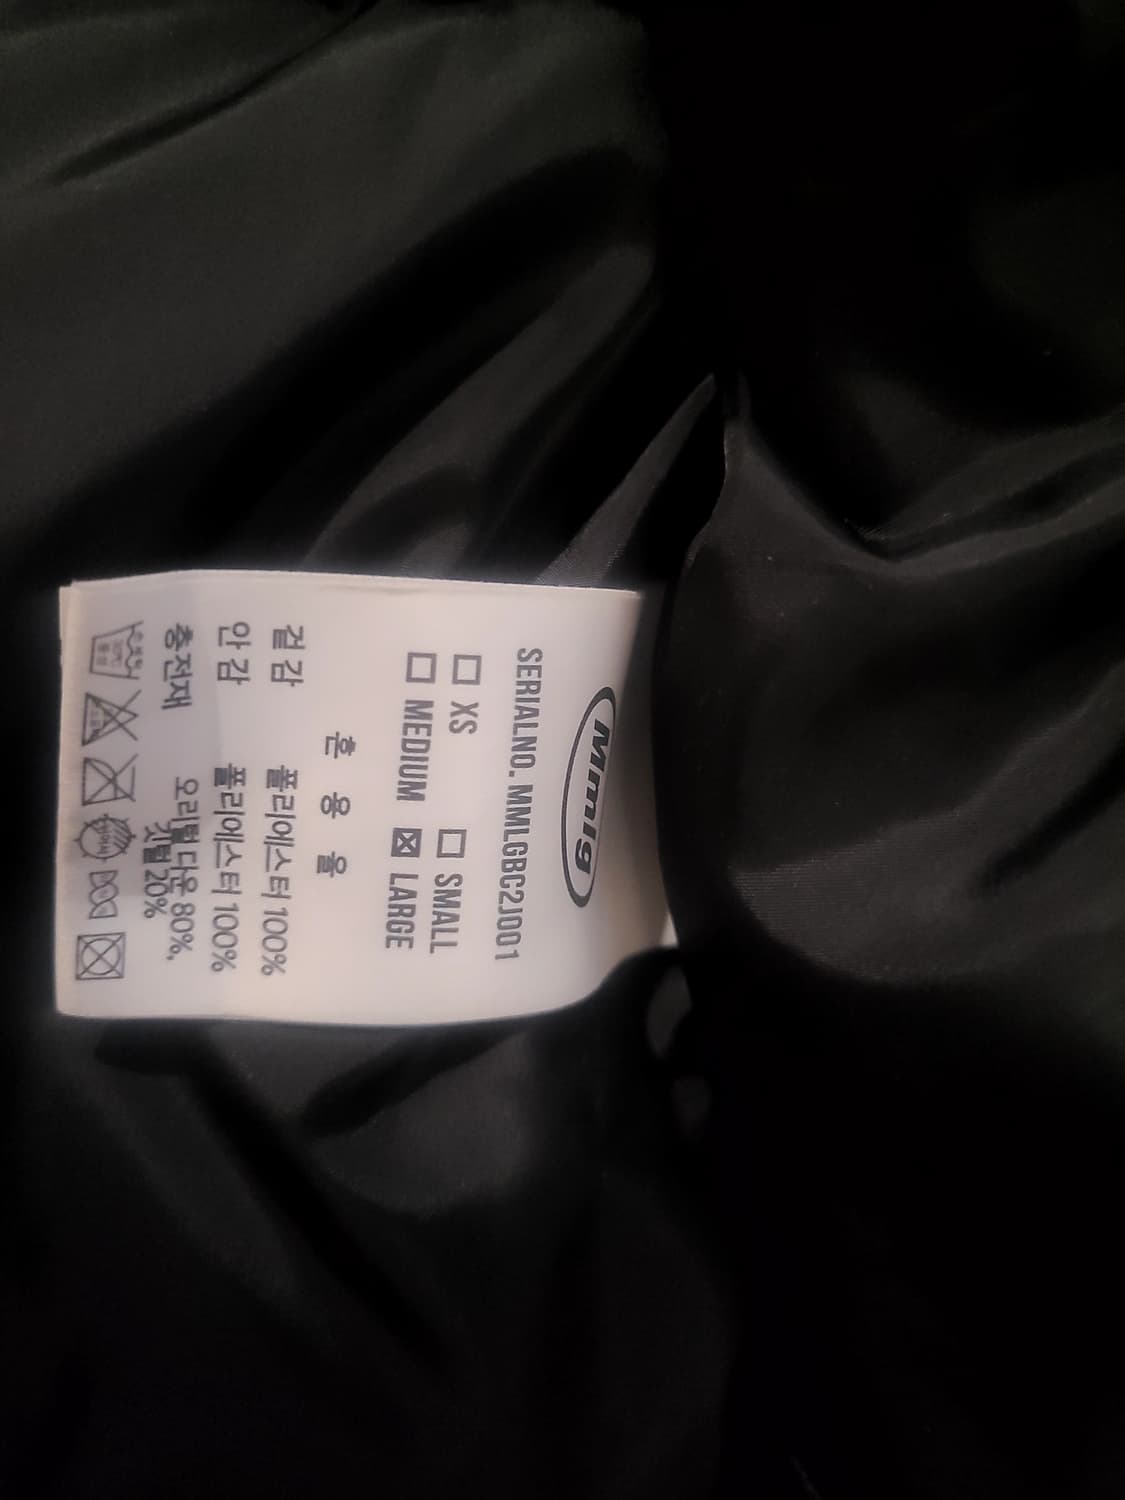 Mmlg
SERIALNO. MMLGBC2J001
XS SMALL
MEDIUM LARGE
혼 용 율
겉감 폴리에스터 100%
안감 폴리에스터 100%
충전재 오리털 다운 80%,
깃털 20%